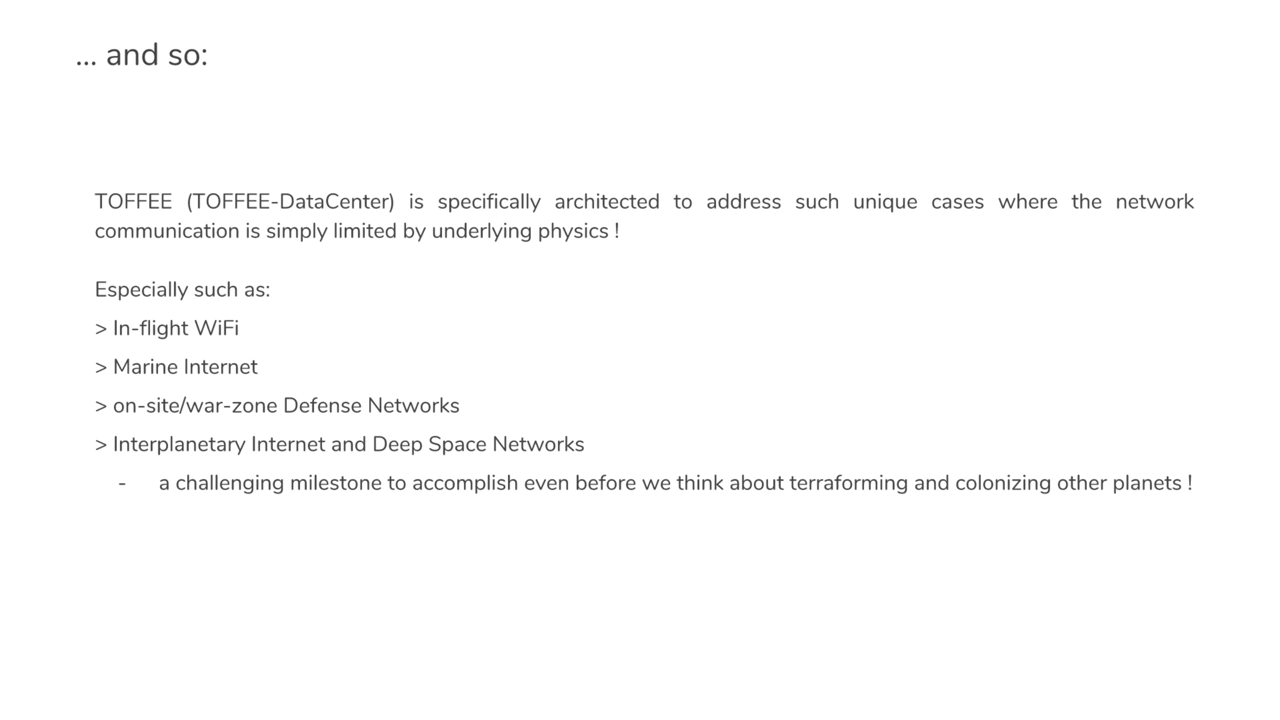 ... and so:
TOFFEE (TOFFEE-DataCenter) is specifically architected to address such unique cases where the network
communication is simply limited by underlying physics !
Especially such as:
> In-flight WiFi
> Marine Internet
> on-site/war-zone Defense Networks
> Interplanetary Internet and Deep Space Networks
- a challenging milestone to accomplish even before we think about terraforming and colonizing other planets !